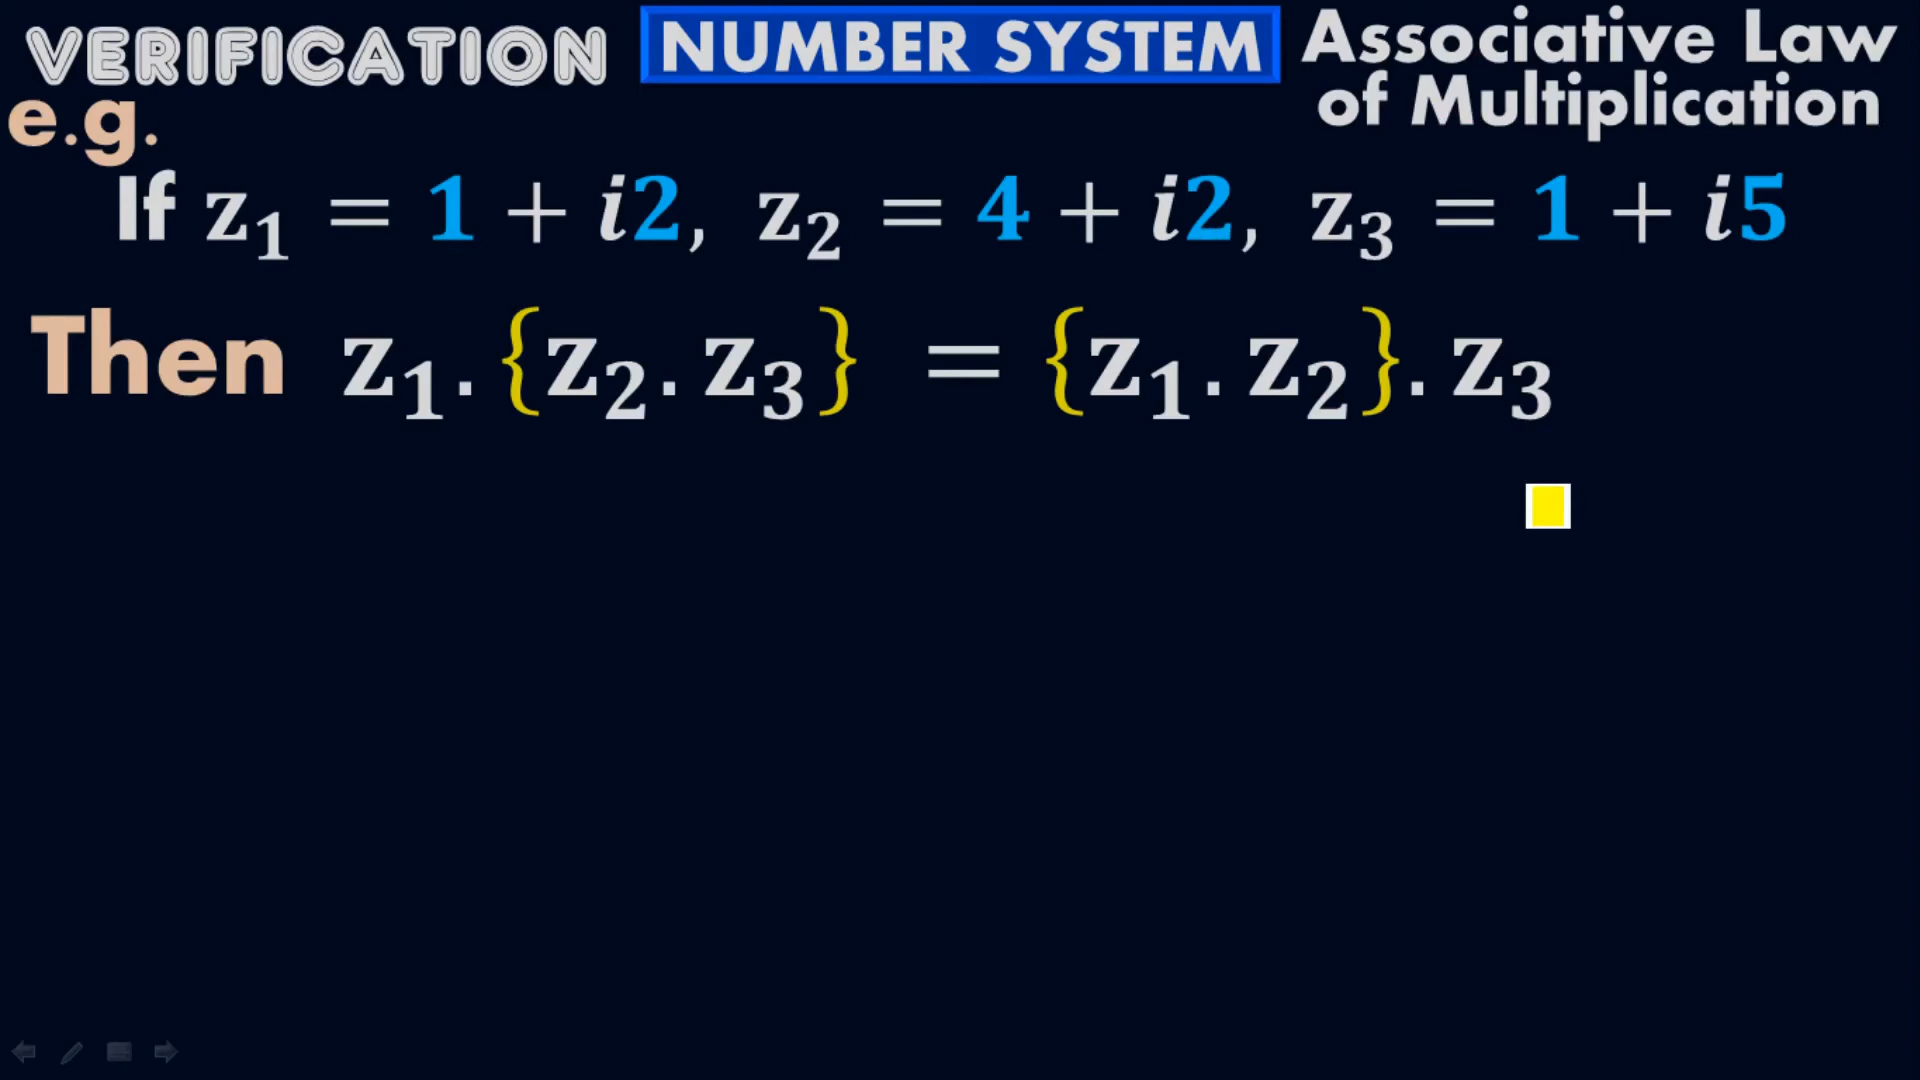 VERIFICATION
NUMBER SYSTEM
Associative Law
of Multiplication
e.g.
If z₁ = 1 + i2, z₂ = 4 + i2, z₃ = 1 + i5
Then z₁. {z₂. z₃} = {z₁. z₂}. z₃